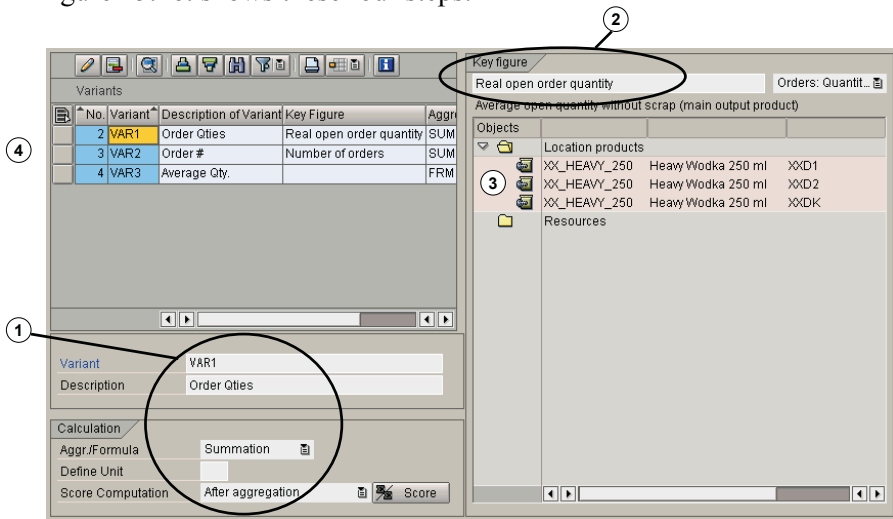 2
Variants
No. Variant Description of Variant Key Figure Aggre
2 VAR1 Order Qties Real open order quantity SUM
3 VAR2 Order # Number of orders SUM
4 VAR3 Average Qty. FRM
4
1
Variant VAR1
Description Order Qties
Calculation
Aggr./Formula Summation
Define Unit
Score Computation After aggregation Score
Key figure
Real open order quantity Orders: Quantit...
Average open quantity without scrap (main output product)
Objects
Location products
XX_HEAVY_250 Heavy Wodka 250 ml XXD1
3 XX_HEAVY_250 Heavy Wodka 250 ml XXD2
XX_HEAVY_250 Heavy Wodka 250 ml XXDK
Resources